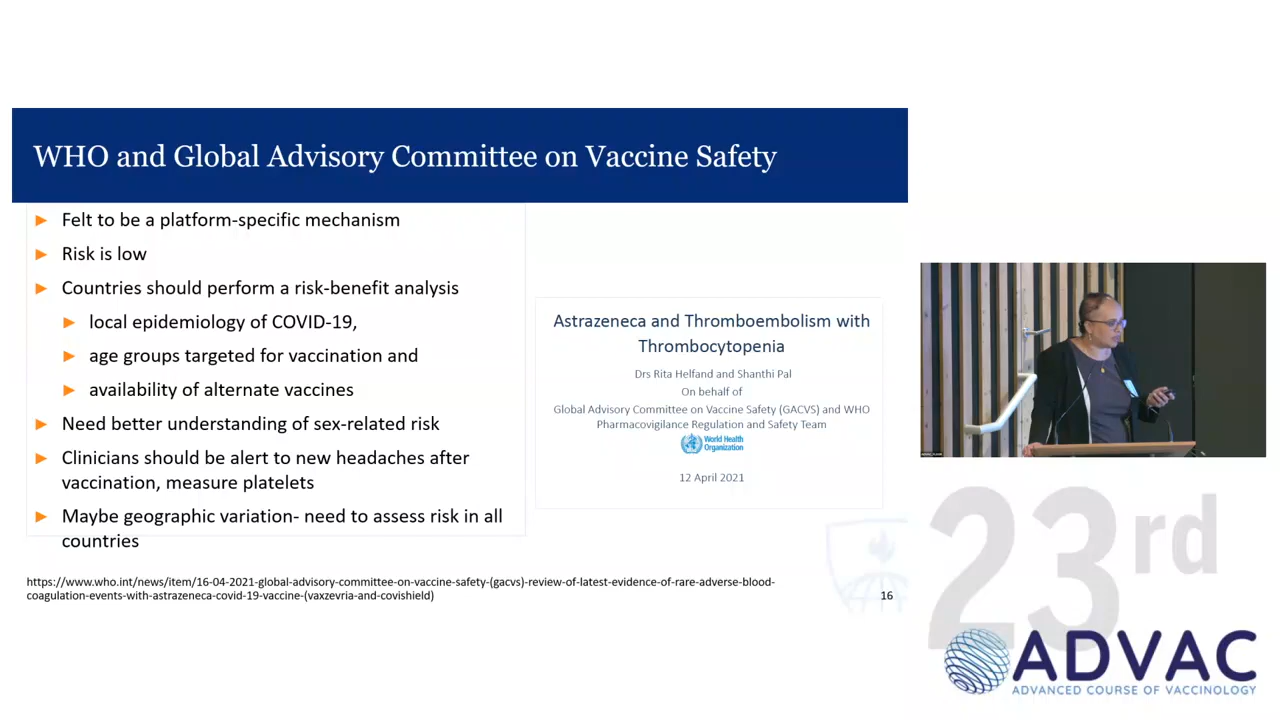 WHO and Global Advisory Committee on Vaccine Safety
► Felt to be a platform-specific mechanism
► Risk is low
► Countries should perform a risk-benefit analysis
► local epidemiology of COVID-19,
► age groups targeted for vaccination and
► availability of alternate vaccines
► Need better understanding of sex-related risk
► Clinicians should be alert to new headaches after
vaccination, measure platelets
► Maybe geographic variation- need to assess risk in all
countries
Astrazeneca and Thromboembolism with
Thrombocytopenia
Drs Rita Helfand and Shanthi Pal
On behalf of
Global Advisory Committee on Vaccine Safety (GACVS) and WHO
Pharmacovigilance Regulation and Safety Team
World Health
Organization
12 April 2021
https://www.who.int/news/item/16-04-2021-global-advisory-committee-on-vaccine-safety-(gacvs)-review-of-latest-evidence-of-rare-adverse-blood-
coagulation-events-with-astrazeneca-covid-19-vaccine-(vaxzevria-and-covishield)
16
23rd
ADVAC
ADVANCED COURSE OF VACCINOLOGY